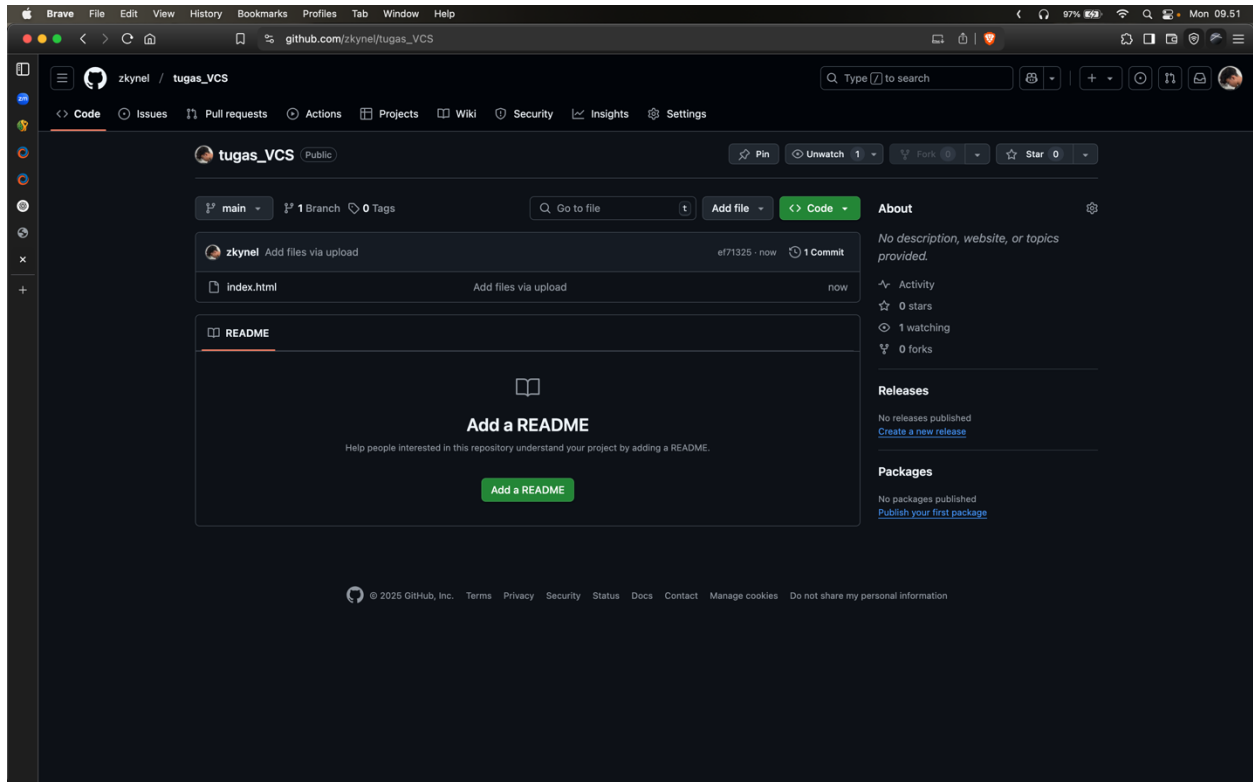 Brave File Edit View History Bookmarks Profiles Tab Window Help 97% Mon 09.51
github.com/zkynel/tugas_VCS
zkynel / tugas_VCS Type / to search
Code Issues Pull requests Actions Projects Wiki Security Insights Settings
tugas_VCS Public Pin Unwatch 1 Fork 0 Star 0
main 1 Branch 0 Tags Go to file t Add file Code
zkynel Add files via upload ef71325 · now 1 Commit
index.html Add files via upload now
README
Add a README
Help people interested in this repository understand your project by adding a README.
Add a README
About
No description, website, or topics
provided.
Activity
0 stars
1 watching
0 forks
Releases
No releases published
Create a new release
Packages
No packages published
Publish your first package
© 2025 GitHub, Inc. Terms Privacy Security Status Docs Contact Manage cookies Do not share my personal information
zm